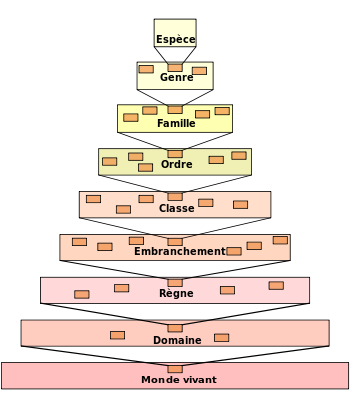 Espèce
Genre
Famille
Ordre
Classe
Embranchement
Règne
Domaine
Monde vivant